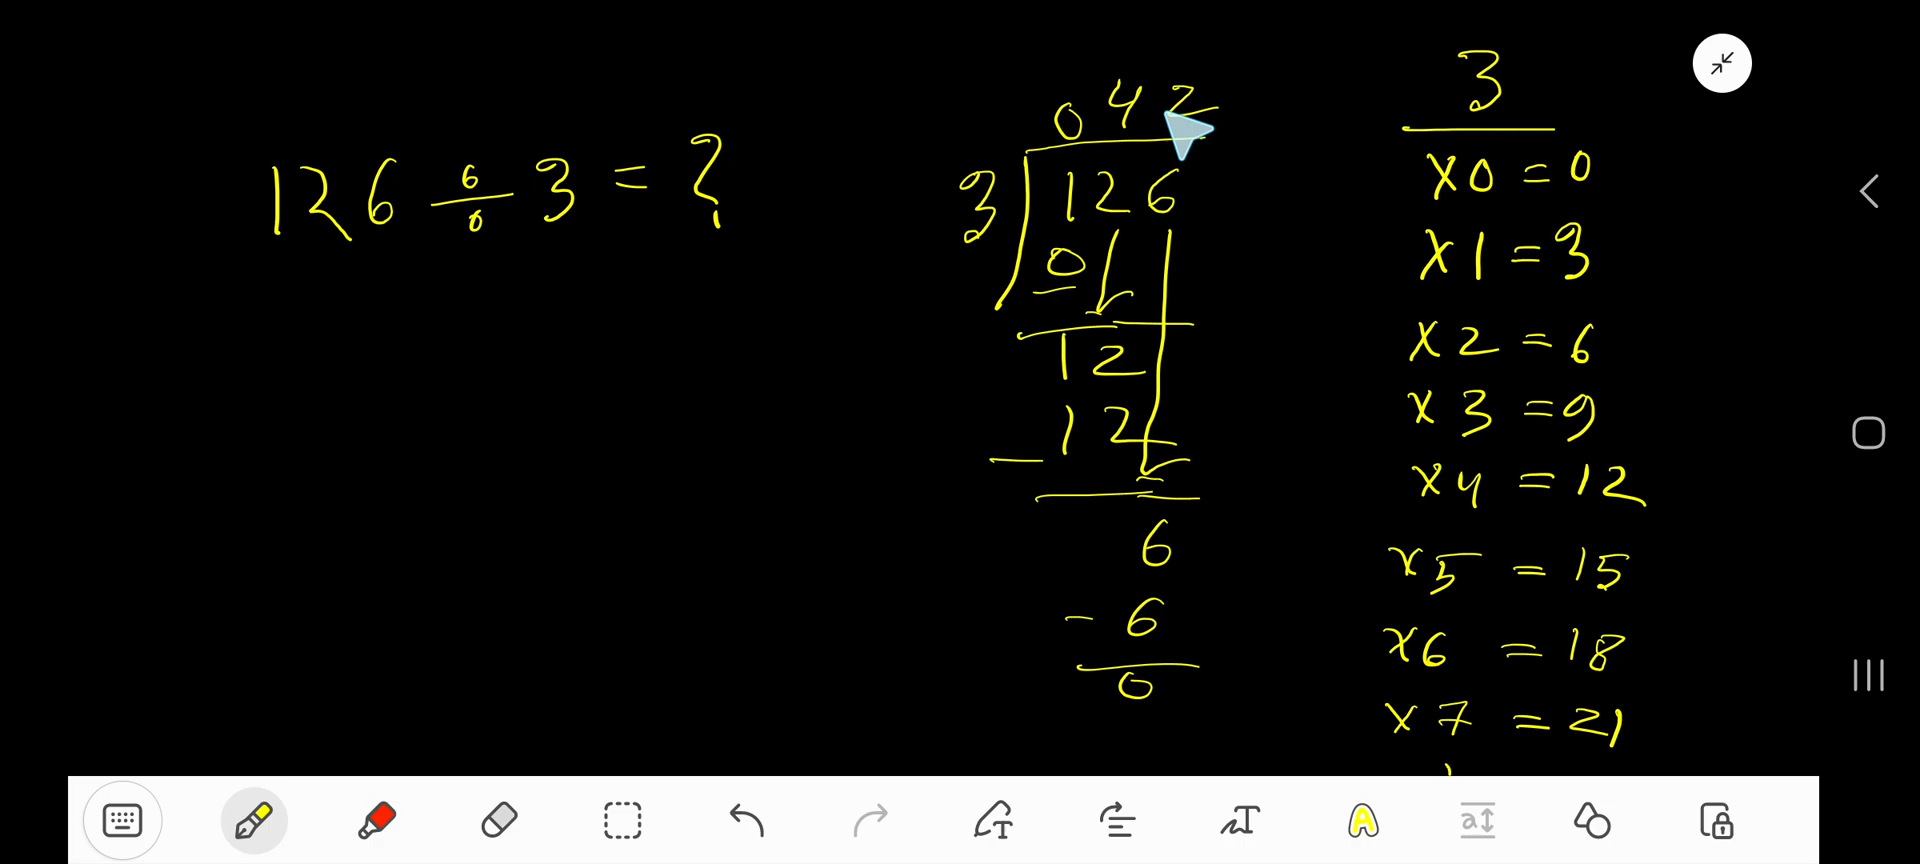 126 ÷ 3 = ?
042
3 126
0
12
- 12
6
- 6
0
3
x0 = 0
x1 = 3
x2 = 6
x3 = 9
x4 = 12
x5 = 15
x6 = 18
x7 = 21
T
T
A
a